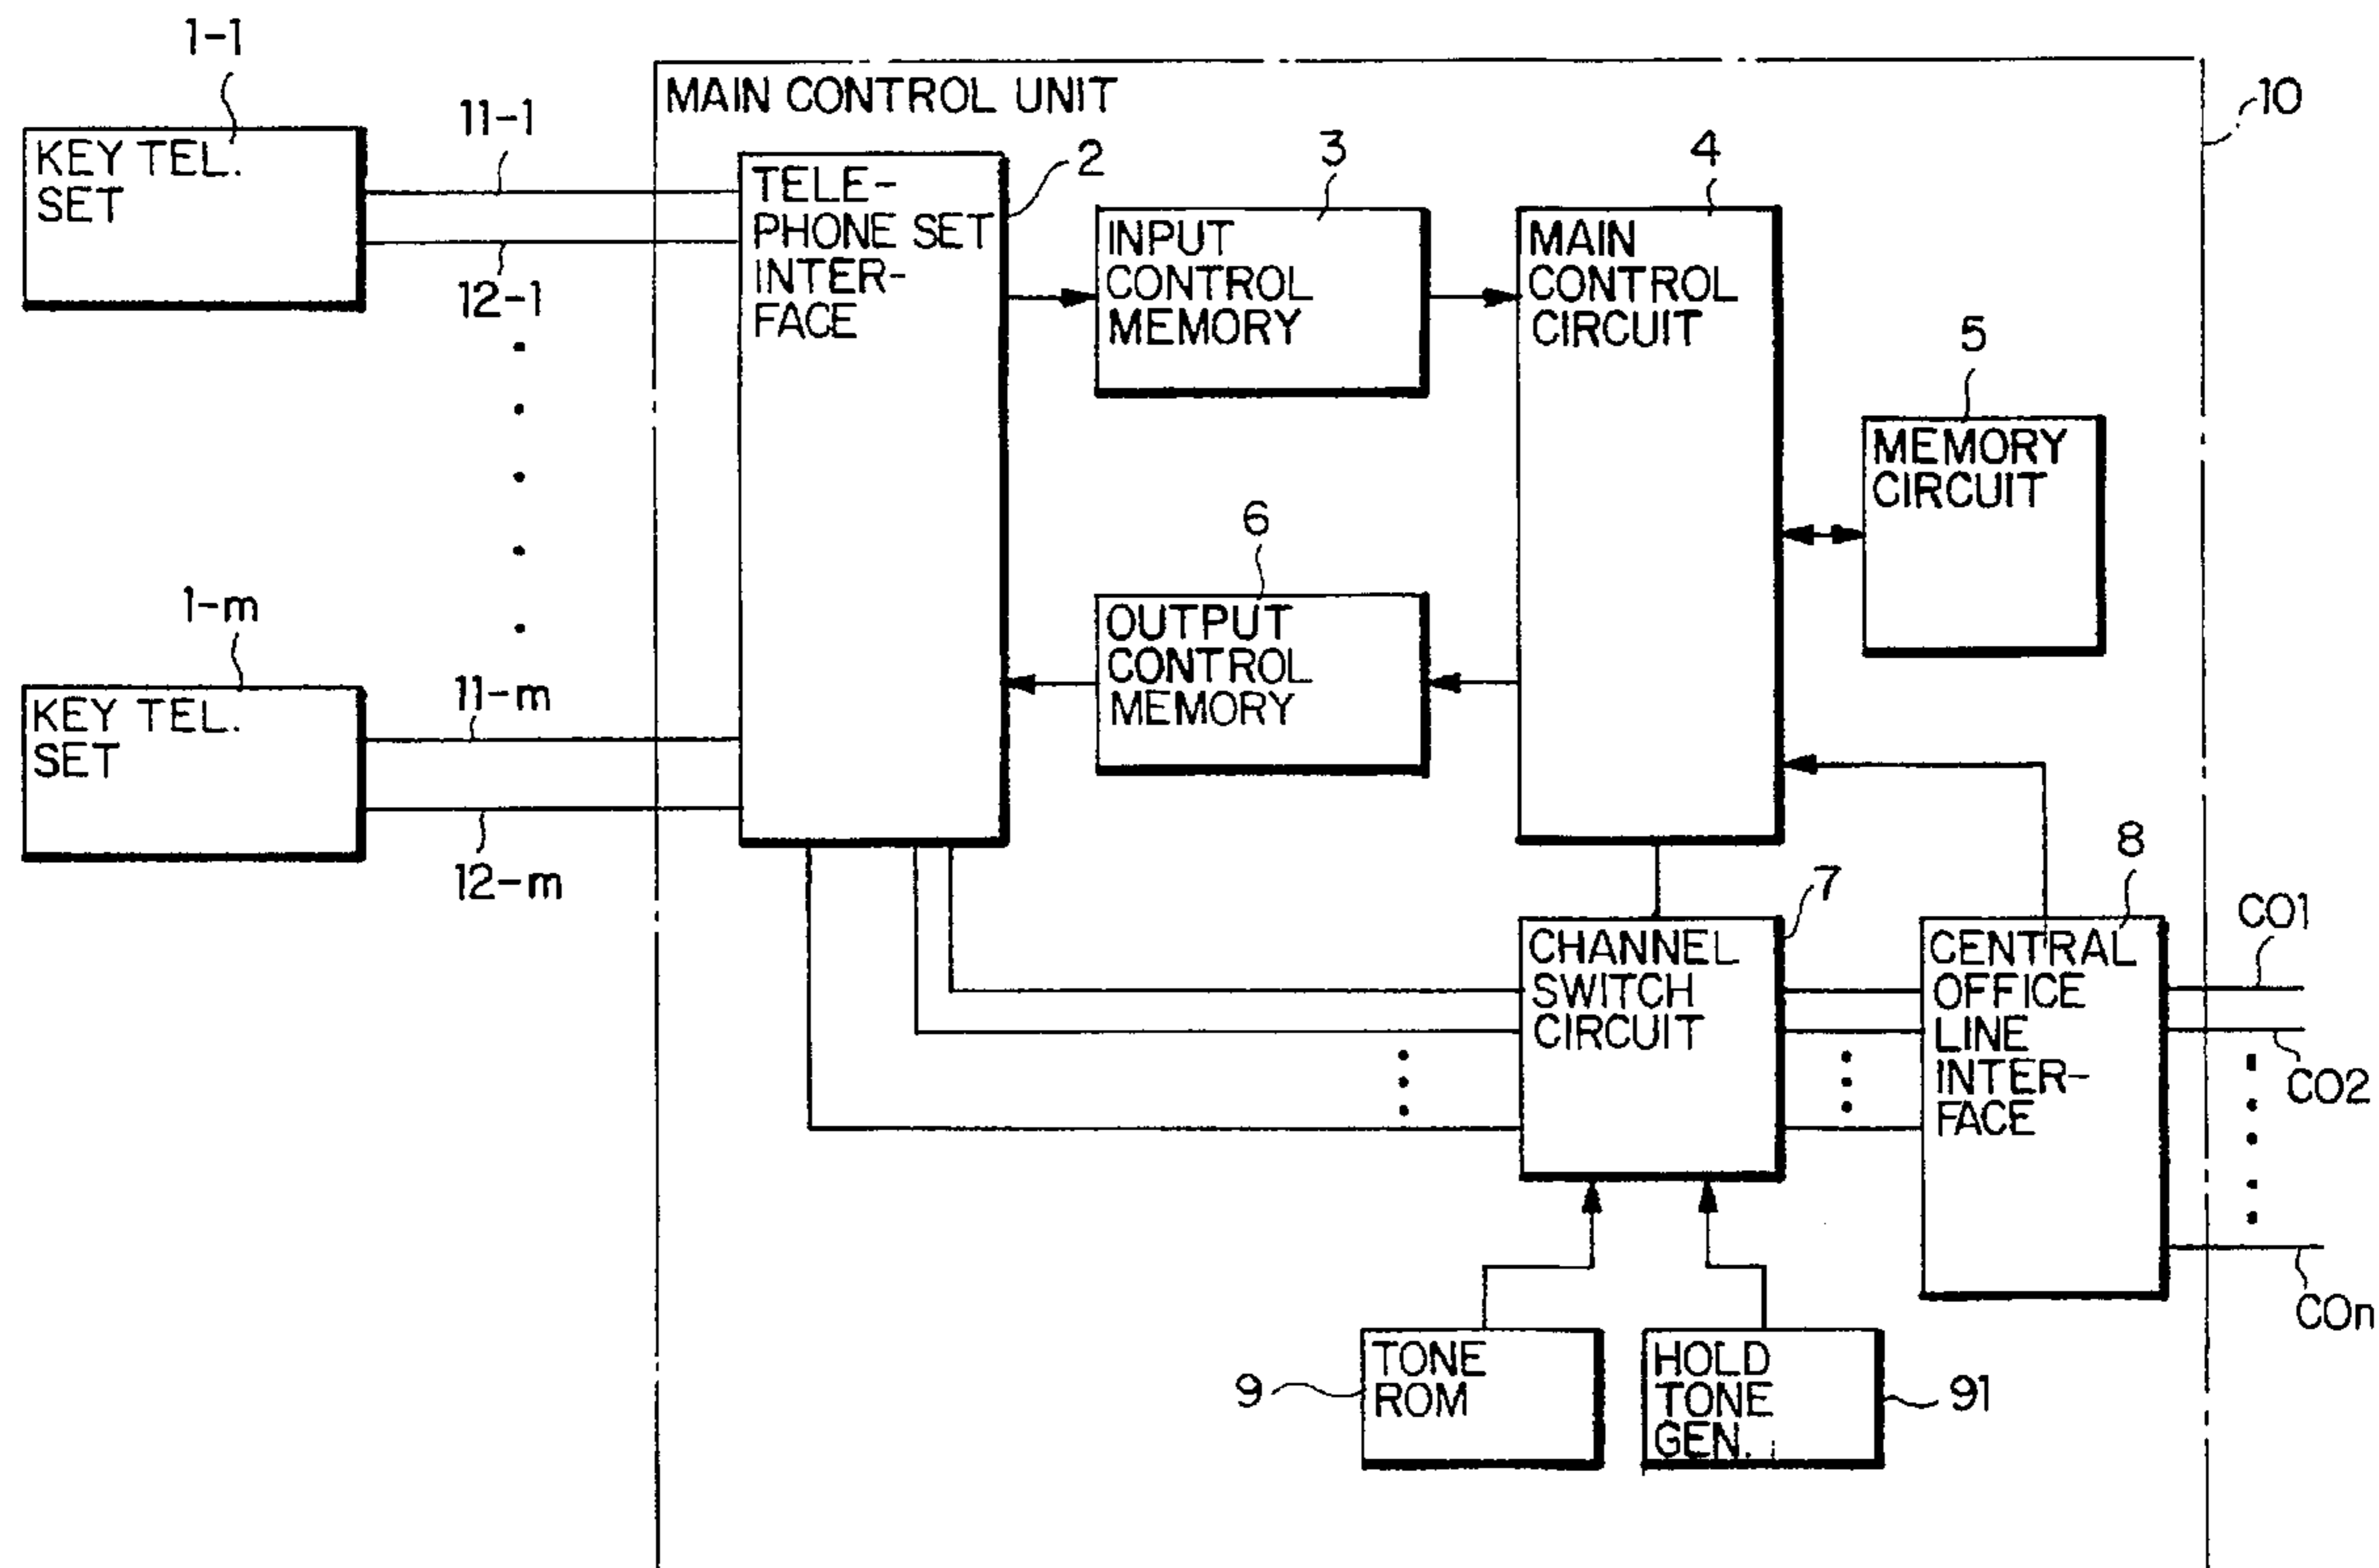 1-1
MAIN CONTROL UNIT
10
KEY TEL.
SET
11-1
12-1
TELE-
PHONE SET
INTER-
FACE
2
3
INPUT
CONTROL
MEMORY
4
MAIN
CONTROL
CIRCUIT
5
MEMORY
CIRCUIT
6
OUTPUT
CONTROL
MEMORY
1-m
KEY TEL.
SET
11-m
12-m
7
CHANNEL
SWITCH
CIRCUIT
8
CENTRAL
OFFICE
LINE
INTER-
FACE
CO1
CO2
COn
9
TONE
ROM
HOLD
TONE
GEN.
91